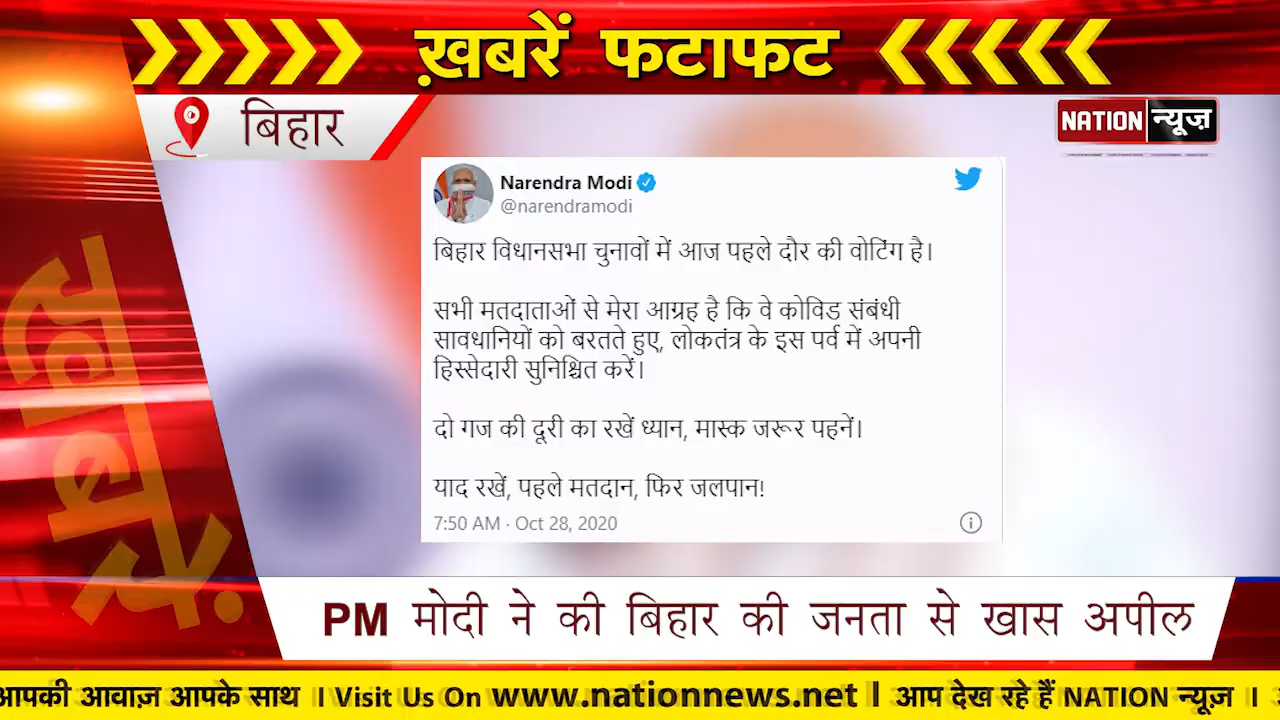 ख़बरें फटाफट
बिहार
NATION न्यूज़
Narendra Modi
@narendramodi
बिहार विधानसभा चुनावों में आज पहले दौर की वोटिंग है।
सभी मतदाताओं से मेरा आग्रह है कि वे कोविड संबंधी
सावधानियों को बरतते हुए, लोकतंत्र के इस पर्व में अपनी
हिस्सेदारी सुनिश्चित करें।
दो गज की दूरी का रखें ध्यान, मास्क जरूर पहनें।
याद रखें, पहले मतदान, फिर जलपान!
7:50 AM · Oct 28, 2020
ख़बरें
PM मोदी ने की बिहार की जनता से खास अपील
आपकी आवाज़ आपके साथ । Visit Us On www.nationnews.net । आप देख रहे हैं NATION न्यूज़ ।